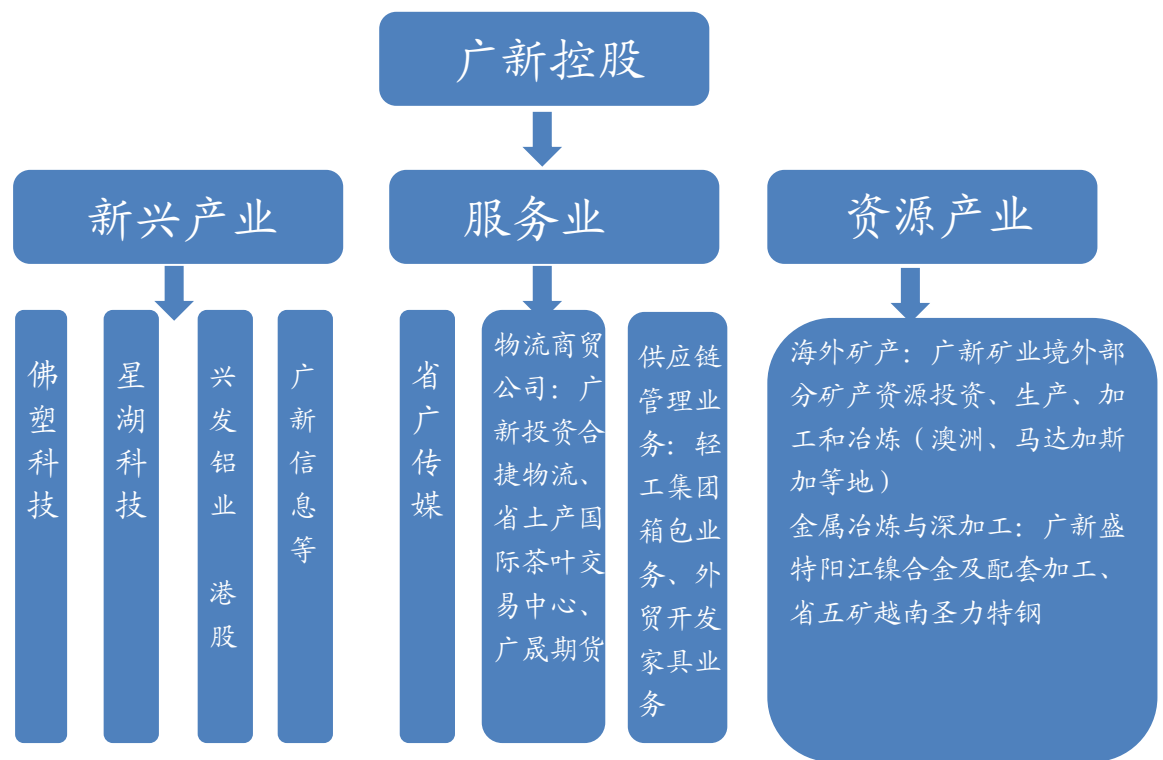 广新控股
新兴产业
服务业
资源产业
佛塑科技
星湖科技
兴发铝业 港股
广新信息等
省广传媒
物流商贸
公司：广
新投资合
捷物流、
省土产国
际茶叶交
易中心、
广晟期货
供应链
管理业
务：轻
工集团
箱包业
务、外
贸开发
家具业
务
海外矿产：广新矿业境外部
分矿产资源投资、生产、加
工和冶炼（澳洲、马达加斯
加等地）
金属冶炼与深加工：广新盛
特阳江镍合金及配套加工、
省五矿越南圣力特钢